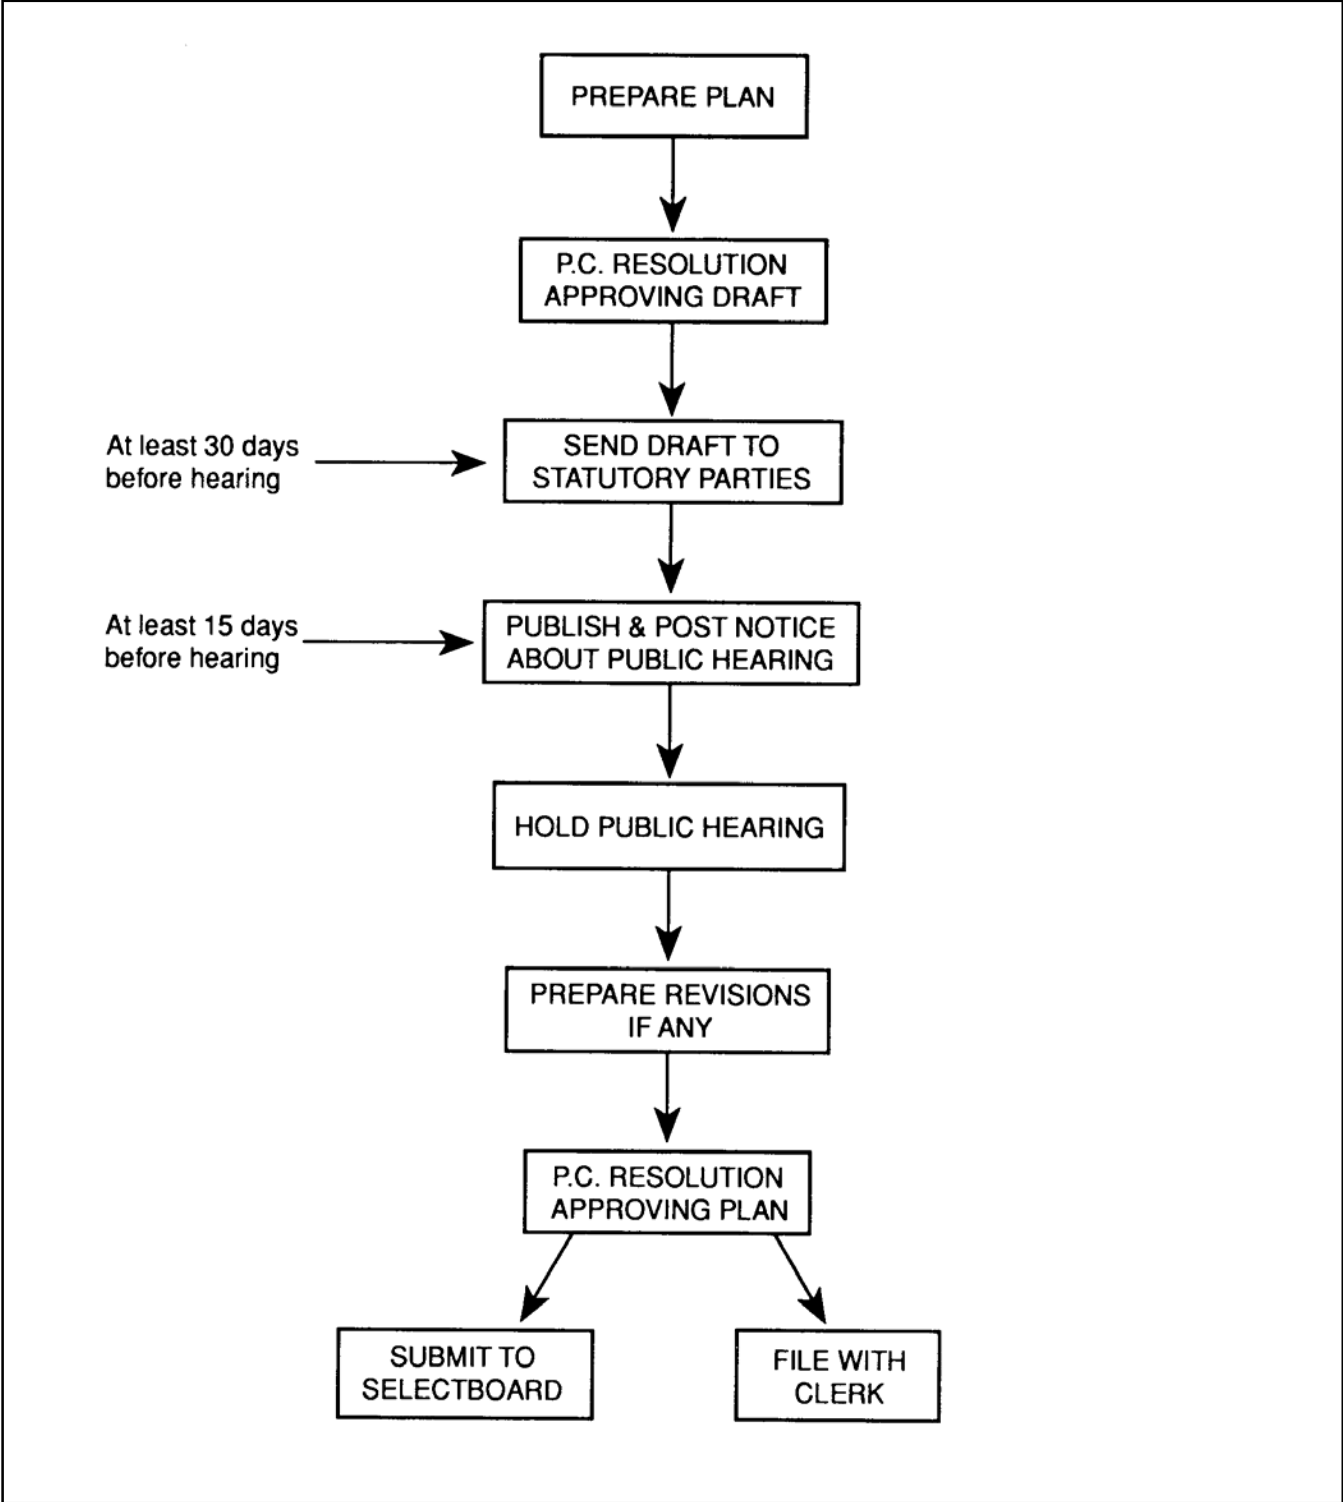 PREPARE PLAN
P.C. RESOLUTION
APPROVING DRAFT
At least 30 days
before hearing
SEND DRAFT TO
STATUTORY PARTIES
At least 15 days
before hearing
PUBLISH & POST NOTICE
ABOUT PUBLIC HEARING
HOLD PUBLIC HEARING
PREPARE REVISIONS
IF ANY
P.C. RESOLUTION
APPROVING PLAN
SUBMIT TO
SELECTBOARD
FILE WITH
CLERK